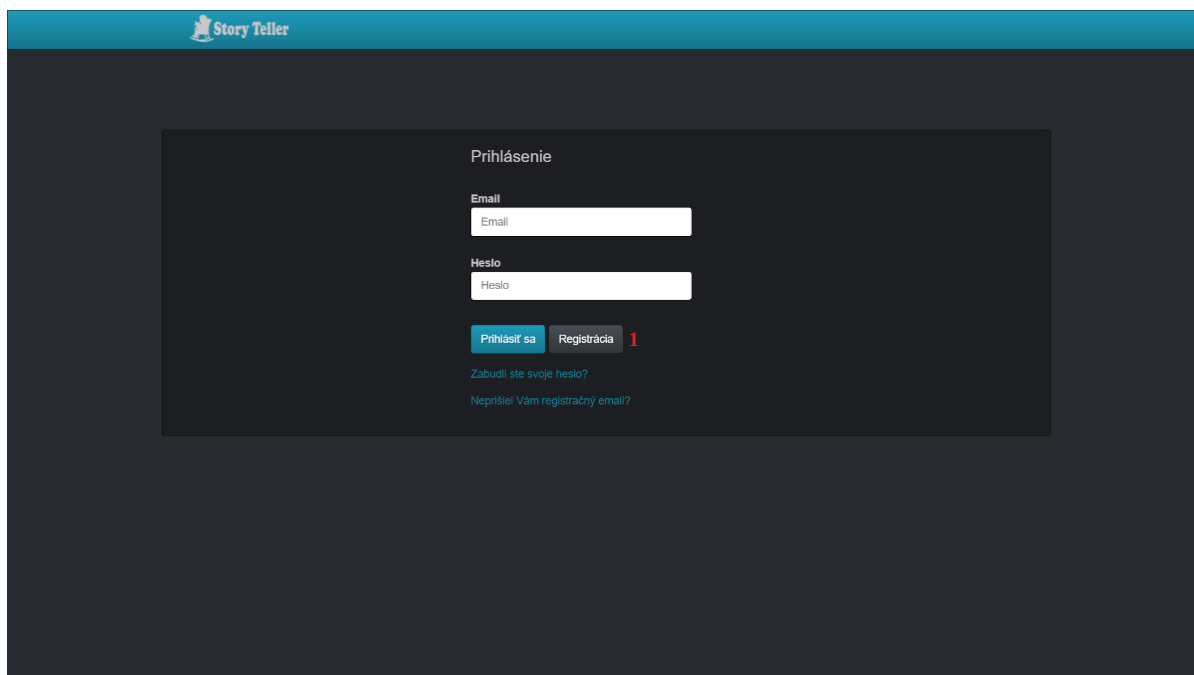 Story Teller
Prihlásenie
Email
Email
Heslo
Heslo
Prihlásiť sa Registrácia 1
Zabudli ste svoje heslo?
Neprišiel Vám registračný email?